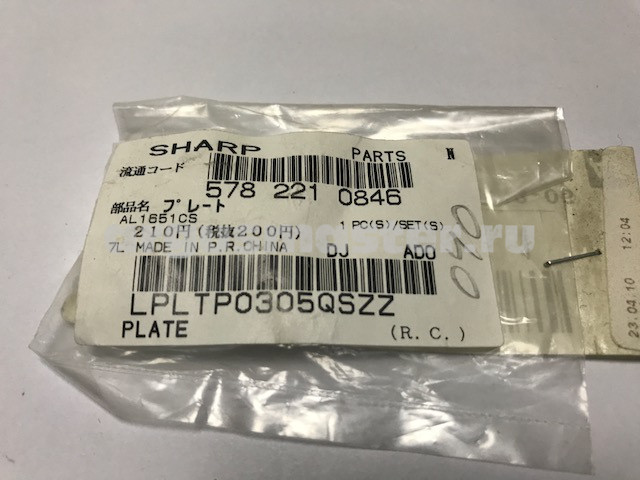 SHARP PARTS N
流通コード
578 221 0846
部品名 プレート
AL1651CS
210円(税抜200円) 1 PC(S)/SET(S)
7L MADE IN P.R.CHINA DJ ADO
LPLTP0305QSZZ
PLATE (R.C.)
040
23.04.10 12:04